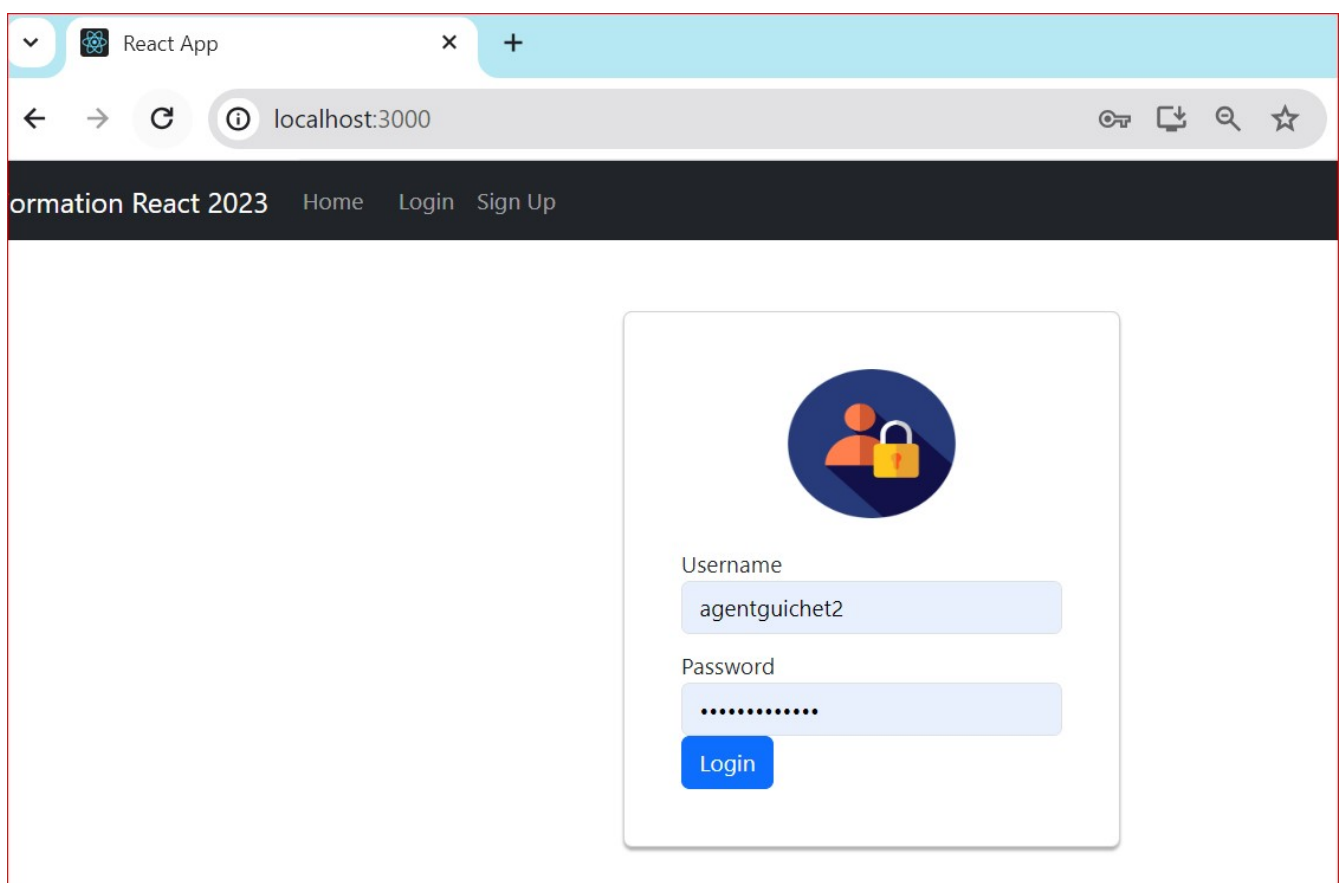 React App
localhost:3000
ormation React 2023 Home Login Sign Up
Username
agentguichet2
Password
•••••••••••••
Login